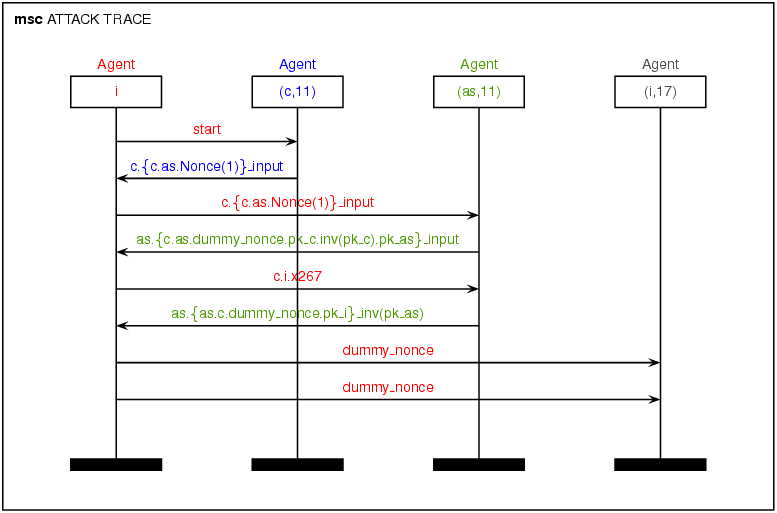 msc ATTACK TRACE
Agent Agent Agent Agent
i (c,11) (as,11) (i,17)
start
c.{c.as.Nonce(1)}_input
c.{c.as.Nonce(1)}_input
as.{c.as.dummy_nonce.pk_c.inv(pk_c).pk_as}_input
c.i.x267
as.{as.c.dummy_nonce.pk_i}_inv(pk_as)
dummy_nonce
dummy_nonce